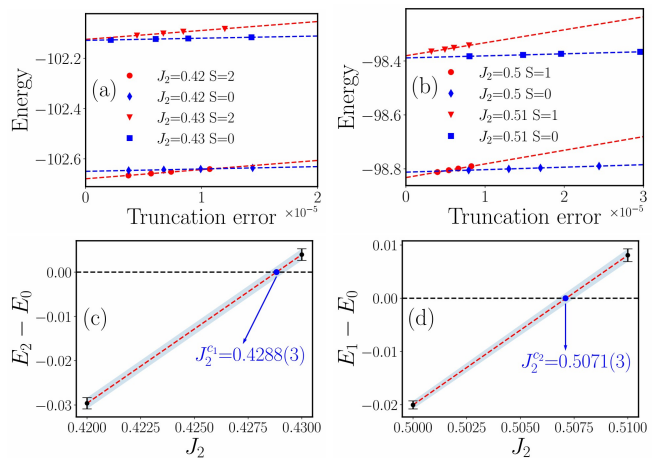 −102.2
−102.4
−102.6
Energy
(a)
J₂=0.42 S=2
J₂=0.42 S=0
J₂=0.43 S=2
J₂=0.43 S=0
0 1 2
×10⁻⁵
Truncation error
−98.4
−98.6
−98.8
Energy
(b)
J₂=0.5 S=1
J₂=0.5 S=0
J₂=0.51 S=1
J₂=0.51 S=0
0 1 2 3
×10⁻⁵
Truncation error
0.00
−0.01
−0.02
−0.03
E₂ − E₀
(c)
J₂^{c₁}=0.4288(3)
0.4200 0.4225 0.4250 0.4275 0.4300
J₂
0.01
0.00
−0.01
−0.02
E₁ − E₀
(d)
J₂^{c₂}=0.5071(3)
0.5000 0.5025 0.5050 0.5075 0.5100
J₂